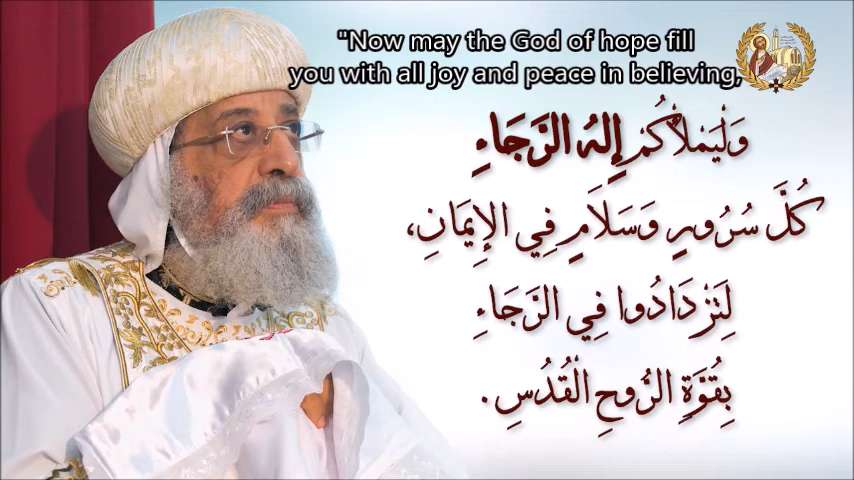 "Now may the God of hope fill
you with all joy and peace in believing,
وَلْيَمْلأْكُمْ إِلهُ الرَّجَاءِ
كُلَّ سُرُورٍ وَسَلاَمٍ فِي الإِيمَانِ،
لِتَزْدَادُوا فِي الرَّجَاءِ
بِقُوَّةِ الرُّوحِ الْقُدُسِ.